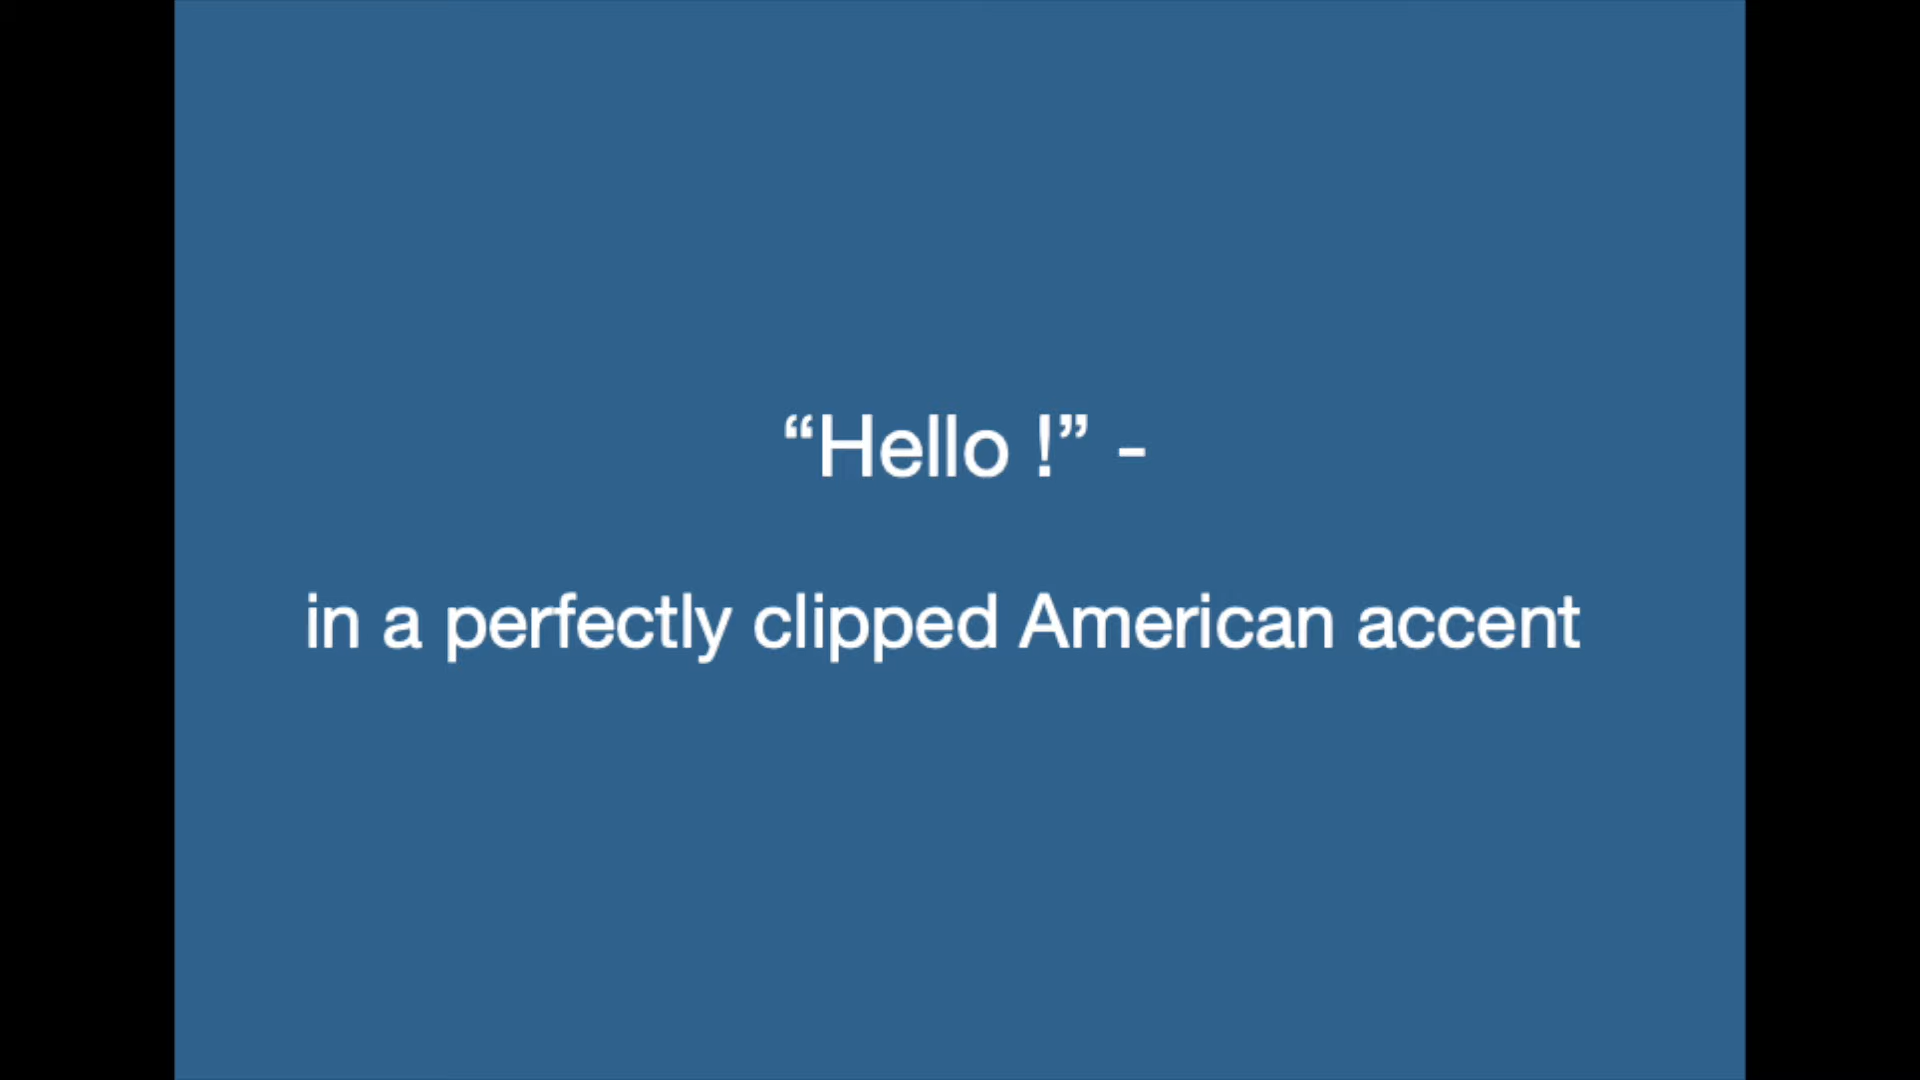 “Hello !” -
in a perfectly clipped American accent